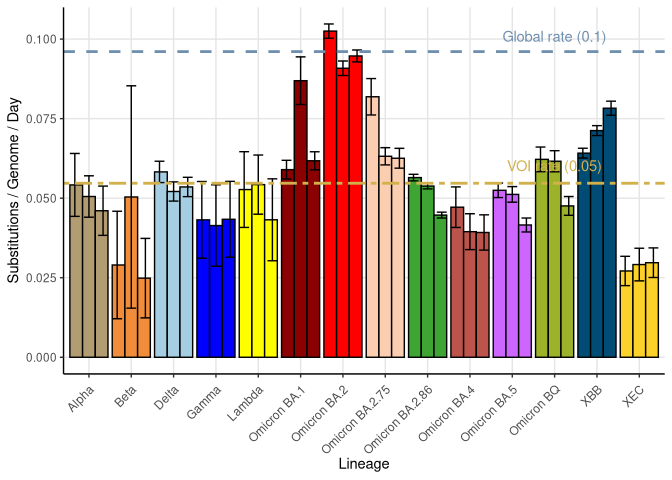 Substitutions / Genome / Day
0.100
0.075
0.050
0.025
0.000
Global rate (0.1)
VOI rate (0.05)
Alpha
Beta
Delta
Gamma
Lambda
Omicron BA.1
Omicron BA.2
Omicron BA.2.75
Omicron BA.2.86
Omicron BA.4
Omicron BA.5
Omicron BQ
XBB
XEC
Lineage